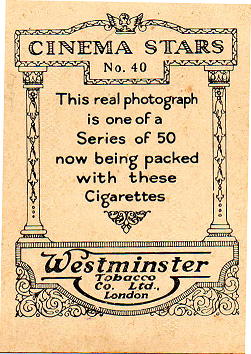 CINEMA STARS
No. 40
This real photograph
is one of a
Series of 50
now being packed
with these
Cigarettes
Westminster
Tobacco
Co. Ltd.,
London